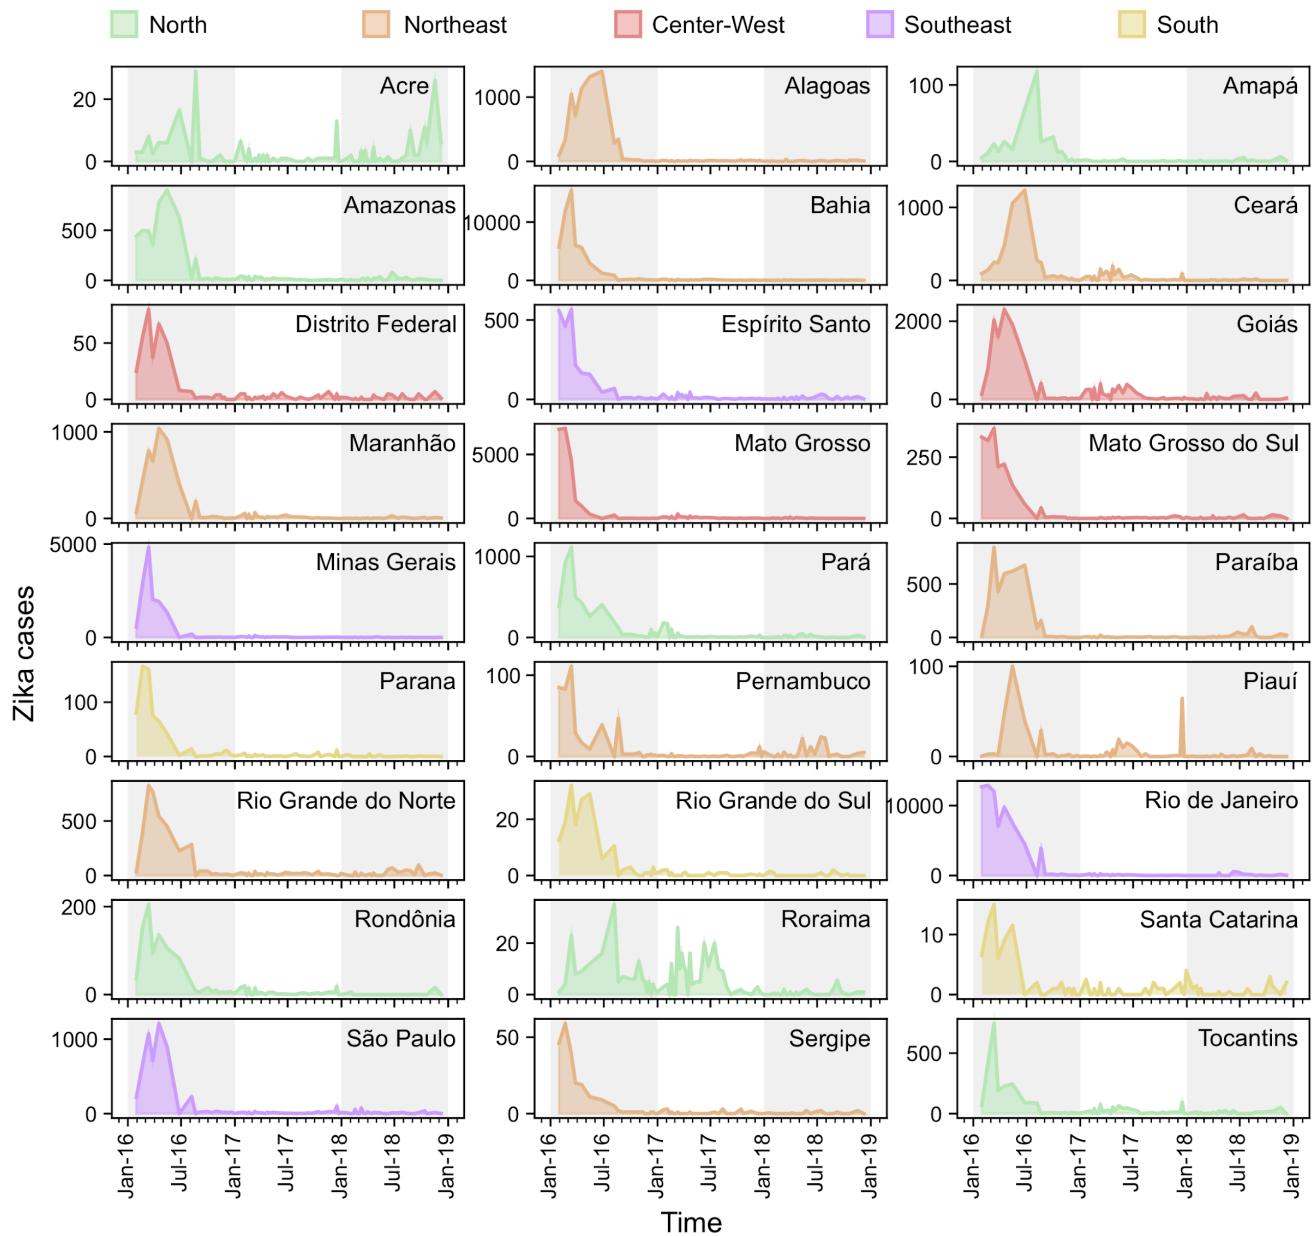 North Northeast Center-West Southeast South
Acre Alagoas Amapá
20 0 1000 0 100 0
Amazonas Bahia Ceará
500 0 10000 0 1000 0
Distrito Federal Espírito Santo Goiás
50 0 500 0 2000 0
Maranhão Mato Grosso Mato Grosso do Sul
1000 0 5000 0 250 0
Minas Gerais Pará Paraíba
5000 0 1000 0 500 0
Parana Pernambuco Piauí
100 0 100 0 100 0
Rio Grande do Norte Rio Grande do Sul Rio de Janeiro
500 0 20 0 10000 0
Rondônia Roraima Santa Catarina
200 0 20 0 10 0
São Paulo Sergipe Tocantins
1000 0 50 0 500 0
Zika cases
Jan-16 Jul-16 Jan-17 Jul-17 Jan-18 Jul-18 Jan-19 Jan-16 Jul-16 Jan-17 Jul-17 Jan-18 Jul-18 Jan-19 Jan-16 Jul-16 Jan-17 Jul-17 Jan-18 Jul-18 Jan-19
Time